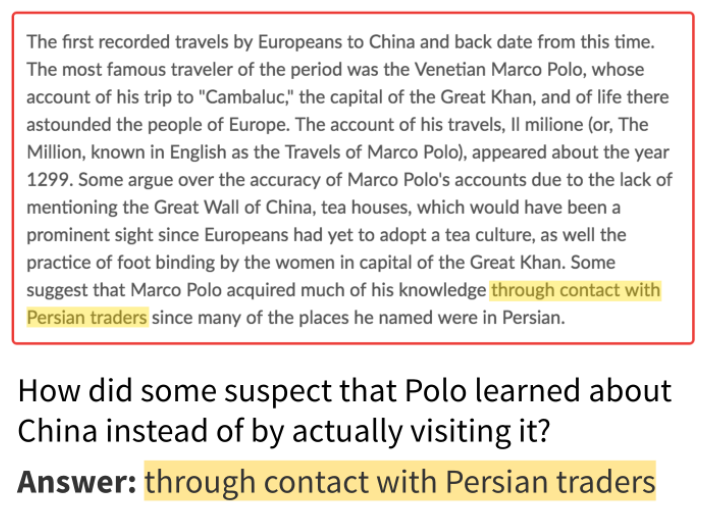 The first recorded travels by Europeans to China and back date from this time.
The most famous traveler of the period was the Venetian Marco Polo, whose
account of his trip to "Cambaluc," the capital of the Great Khan, and of life there
astounded the people of Europe. The account of his travels, Il milione (or, The
Million, known in English as the Travels of Marco Polo), appeared about the year
1299. Some argue over the accuracy of Marco Polo's accounts due to the lack of
mentioning the Great Wall of China, tea houses, which would have been a
prominent sight since Europeans had yet to adopt a tea culture, as well the
practice of foot binding by the women in capital of the Great Khan. Some
suggest that Marco Polo acquired much of his knowledge through contact with
Persian traders since many of the places he named were in Persian.
How did some suspect that Polo learned about
China instead of by actually visiting it?
Answer: through contact with Persian traders